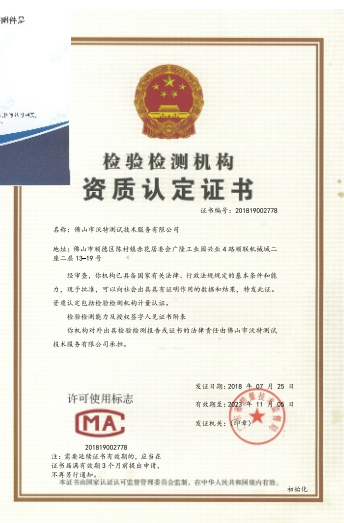 测件是
检验检测机构
资质认定证书
证书编号：201819002778
名称：佛山市沃特测试技术服务有限公司
地址：佛山市顺德区陈村镇赤花居委会广隆工业园兴业 4 路顺联机械城二
座二层 13-19 号
经审查，你机构已具备国家有关法律、行政法规规定的基本条件和能
力，现予批准，可以向社会出具具有证明作用的数据和结果，特发此证。
资质认定包括检验检测机构计量认证。
检验检测能力及授权签字人见证书附表
你机构对外出具检验检测报告或证书的法律责任由佛山市沃特测试
技术服务有限公司承担。
许可使用标志
MA
201819002778
发证日期：2018 年 07 月 25 日
有效期至：2023 年 11 月 05 日
发证机关：（印章）
注：需要延续证书有效期的，应当在
证书届满有效期 3 个月前提出申请，
不再另行通知。
本证书由国家认证认可监督管理委员会监制，在中华人民共和国境内有效。
初始化